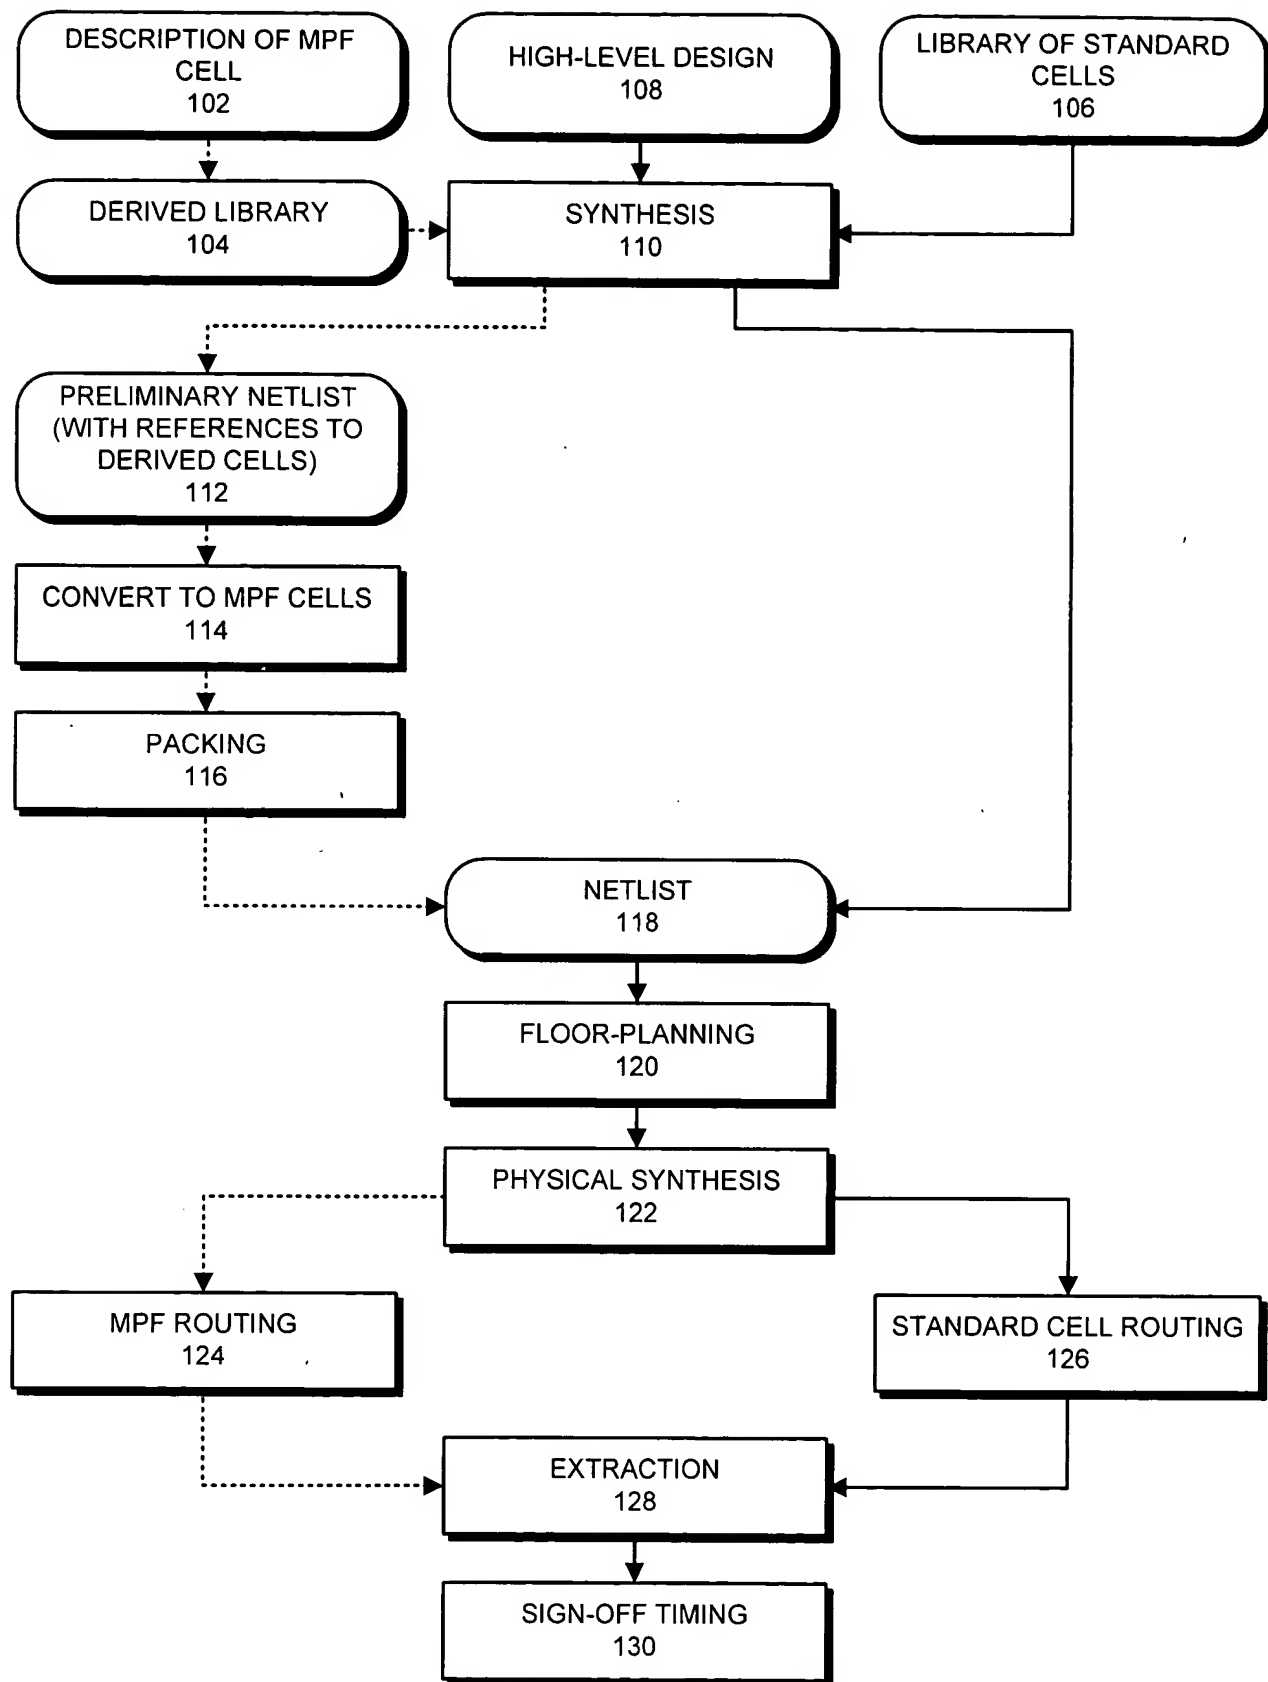 DESCRIPTION OF MPF
CELL
102
HIGH-LEVEL DESIGN
108
LIBRARY OF STANDARD
CELLS
106
DERIVED LIBRARY
104
SYNTHESIS
110
PRELIMINARY NETLIST
(WITH REFERENCES TO
DERIVED CELLS)
112
CONVERT TO MPF CELLS
114
PACKING
116
NETLIST
118
FLOOR-PLANNING
120
PHYSICAL SYNTHESIS
122
MPF ROUTING
124
STANDARD CELL ROUTING
126
EXTRACTION
128
SIGN-OFF TIMING
130